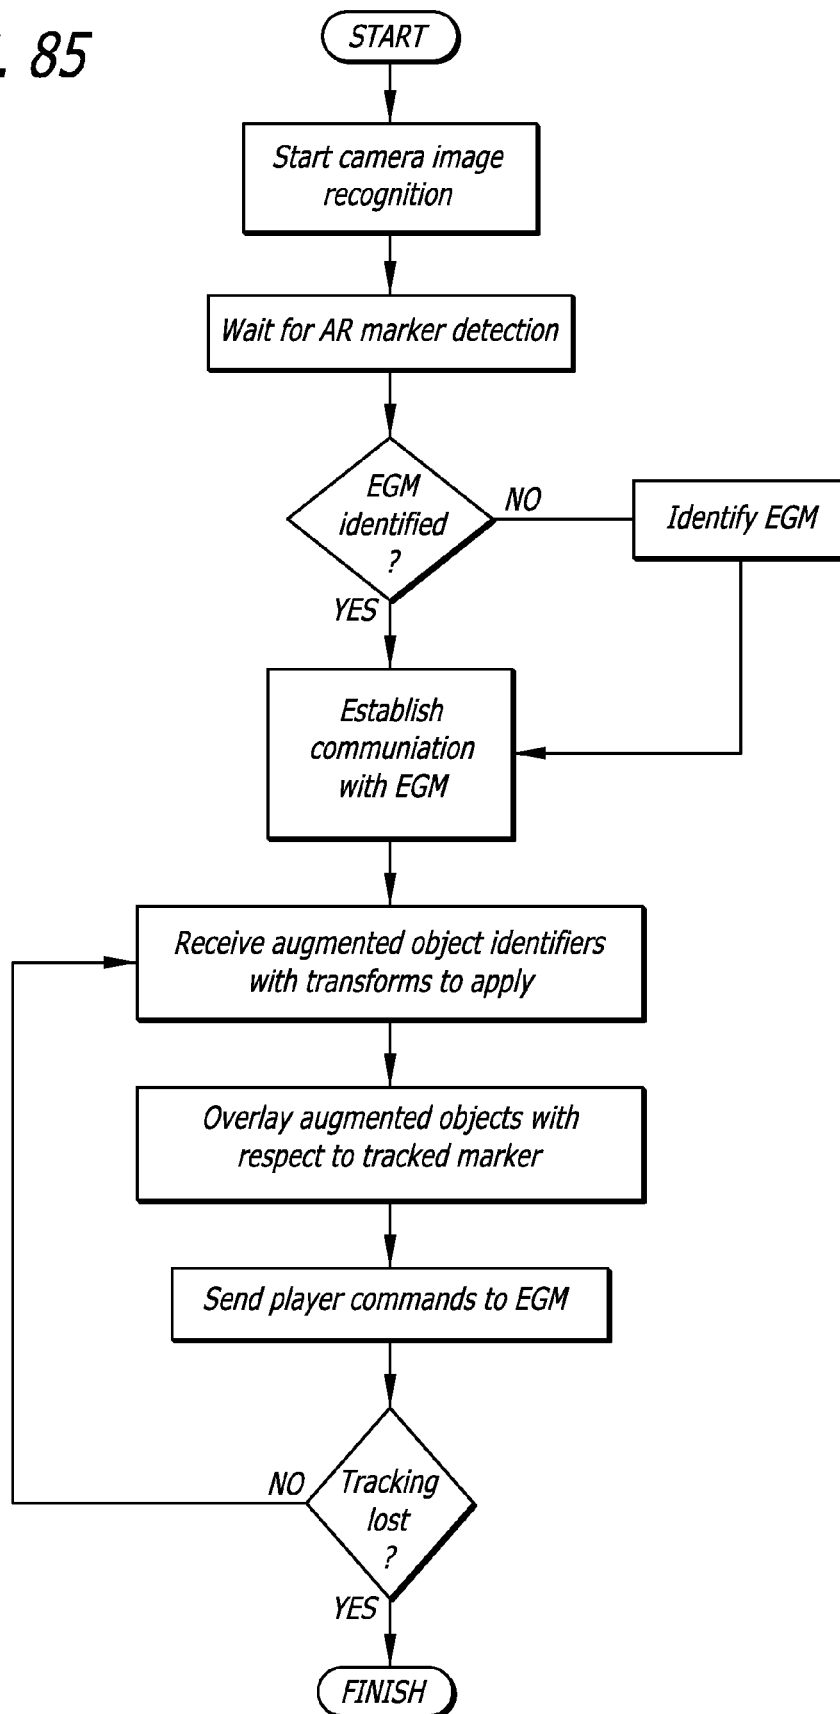 . 85
START
Start camera image
recognition
Wait for AR marker detection
EGM
identified
?
NO
Identify EGM
YES
Establish
communiation
with EGM
Receive augmented object identifiers
with transforms to apply
Overlay augmented objects with
respect to tracked marker
Send player commands to EGM
NO
Tracking
lost
?
YES
FINISH